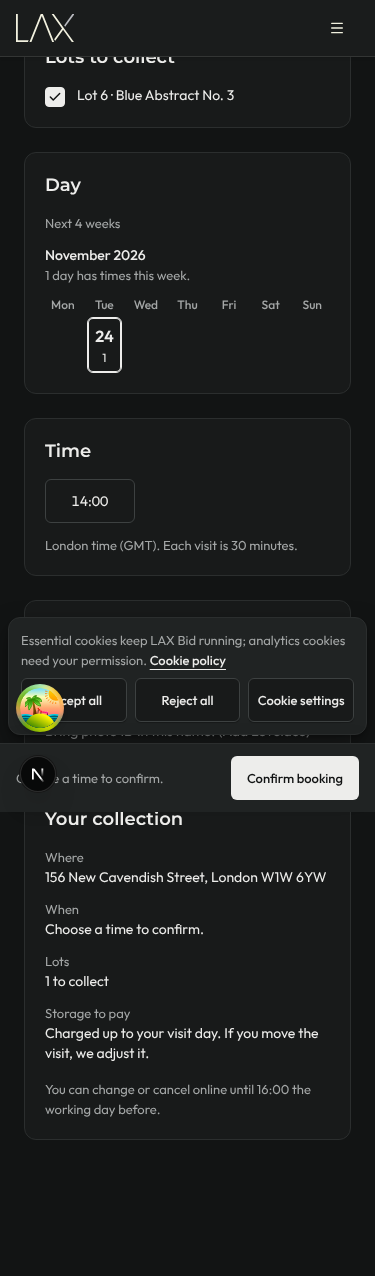 LAX
Lots to collect
Lot 6 · Blue Abstract No. 3
Day
Next 4 weeks
November 2026
1 day has times this week.
Mon Tue Wed Thu Fri Sat Sun
24
1
Time
14:00
London time (GMT). Each visit is 30 minutes.
Essential cookies keep LAX Bid running; analytics cookies
need your permission. Cookie policy
cept all Reject all Cookie settings
N
e a time to confirm.
Confirm booking
Your collection
Where
156 New Cavendish Street, London W1W 6YW
When
Choose a time to confirm.
Lots
1 to collect
Storage to pay
Charged up to your visit day. If you move the
visit, we adjust it.
You can change or cancel online until 16:00 the
working day before.